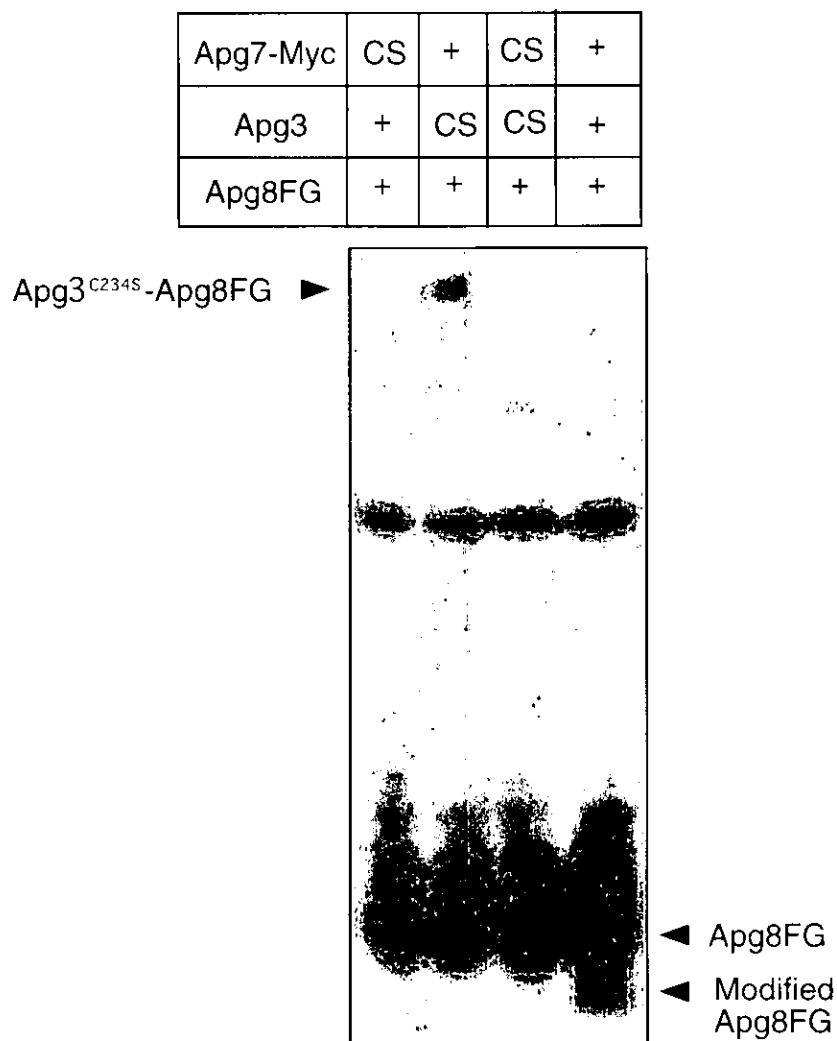 Apg7-Myc CS + CS +
Apg3 + CS CS +
Apg8FG + + + +
Apg3C234S-Apg8FG
Apg8FG
Modified
Apg8FG